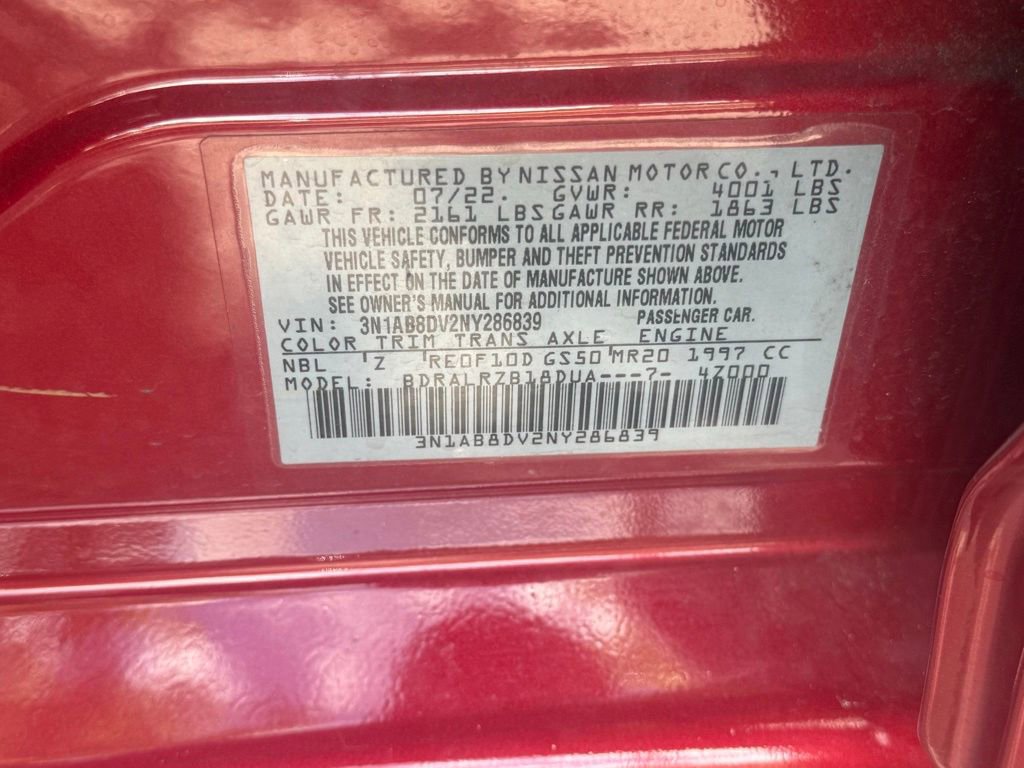 MANUFACTURED BY NISSAN MOTOR CO., LTD.
DATE: 07/22. GVWR: 4001 LBS
GAWR FR: 2161 LBS GAWR RR: 1863 LBS
THIS VEHICLE CONFORMS TO ALL APPLICABLE FEDERAL MOTOR
VEHICLE SAFETY, BUMPER AND THEFT PREVENTION STANDARDS
IN EFFECT ON THE DATE OF MANUFACTURE SHOWN ABOVE.
SEE OWNER'S MANUAL FOR ADDITIONAL INFORMATION.
VIN: 3N1AB8DV2NY286839 PASSENGER CAR.
COLOR TRIM TRANS AXLE ENGINE
NBL Z RE0F10D GS50 MR20 1997 CC
MODEL: BDRALRZB18DUA---7- 4Z000
3N1AB8DV2NY286839